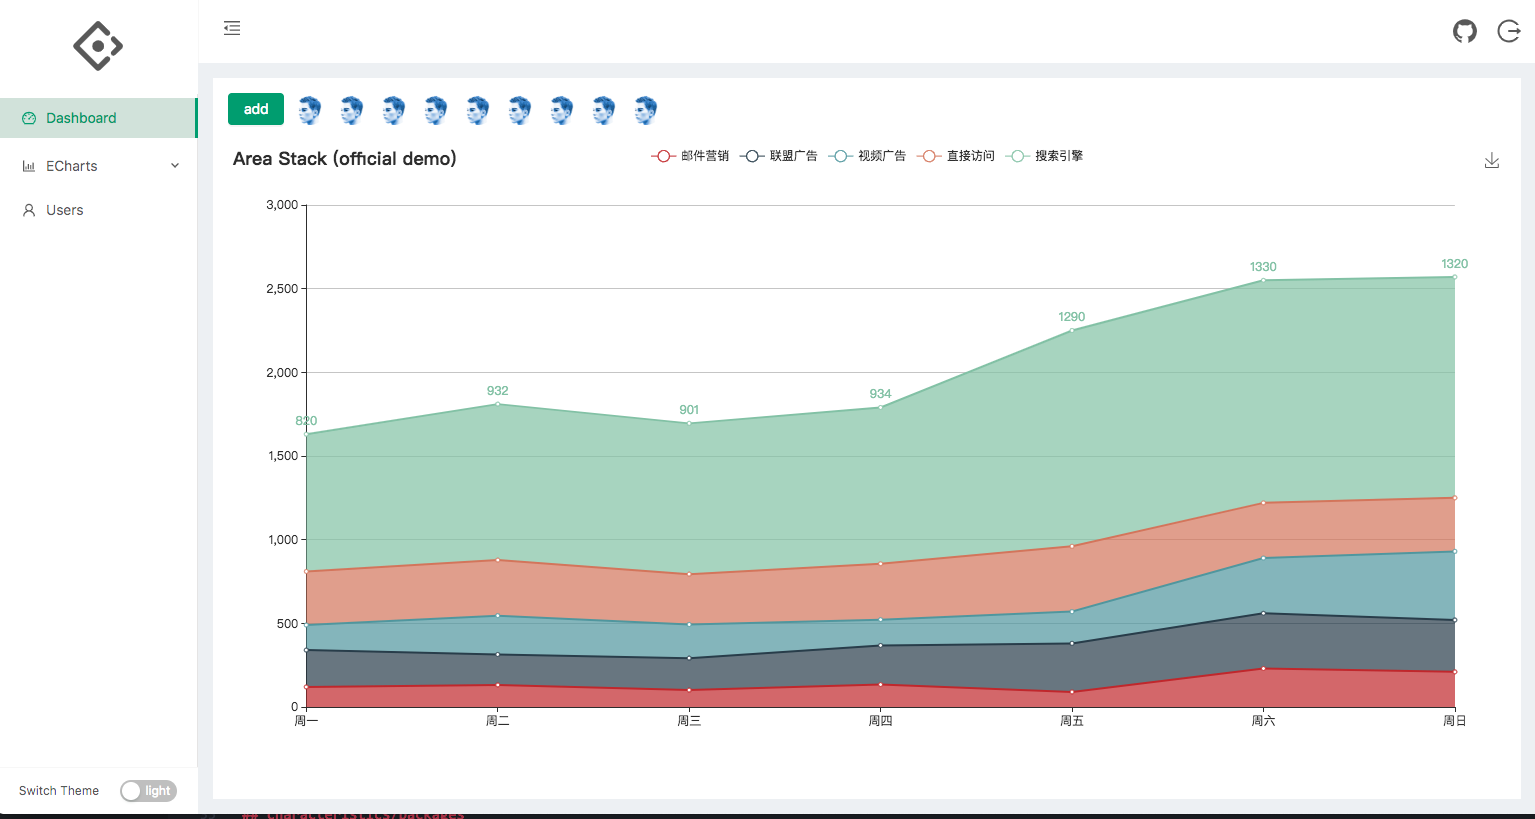 Dashboard
ECharts
Users
Switch Theme
light
add
Area Stack (official demo)
邮件营销 联盟广告 视频广告 直接访问 搜索引擎
3,000
2,500
2,000
1,500
1,000
500
0
820
932
901
934
1290
1330
1320
周一 周二 周三 周四 周五 周六 周日
## characteristics/packages